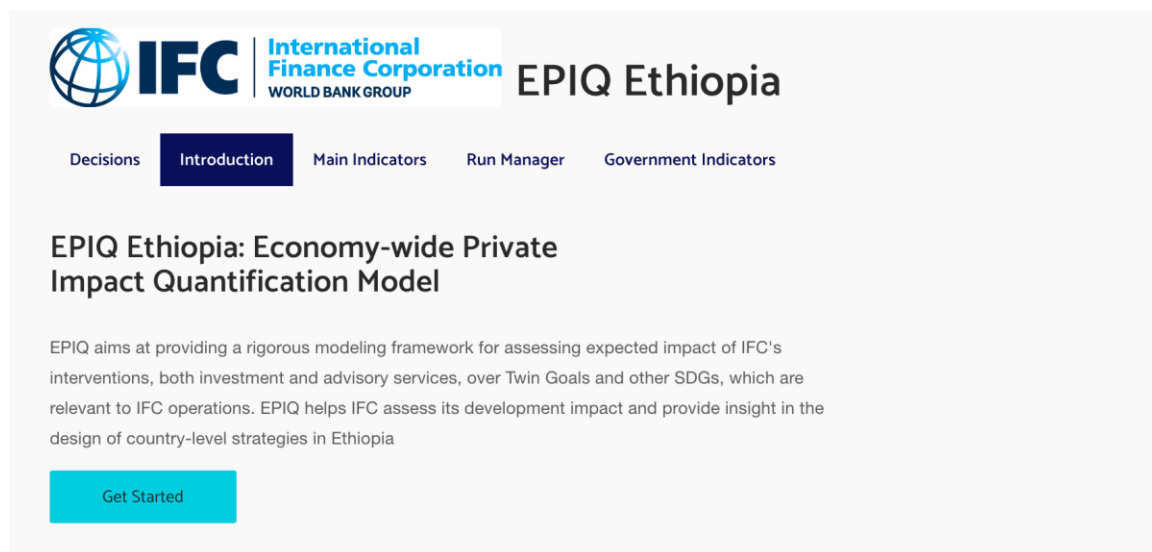 IFC
International
Finance Corporation
WORLD BANK GROUP
EPIQ Ethiopia
Decisions Introduction Main Indicators Run Manager Government Indicators
EPIQ Ethiopia: Economy-wide Private
Impact Quantification Model
EPIQ aims at providing a rigorous modeling framework for assessing expected impact of IFC's
interventions, both investment and advisory services, over Twin Goals and other SDGs, which are
relevant to IFC operations. EPIQ helps IFC assess its development impact and provide insight in the
design of country-level strategies in Ethiopia
Get Started